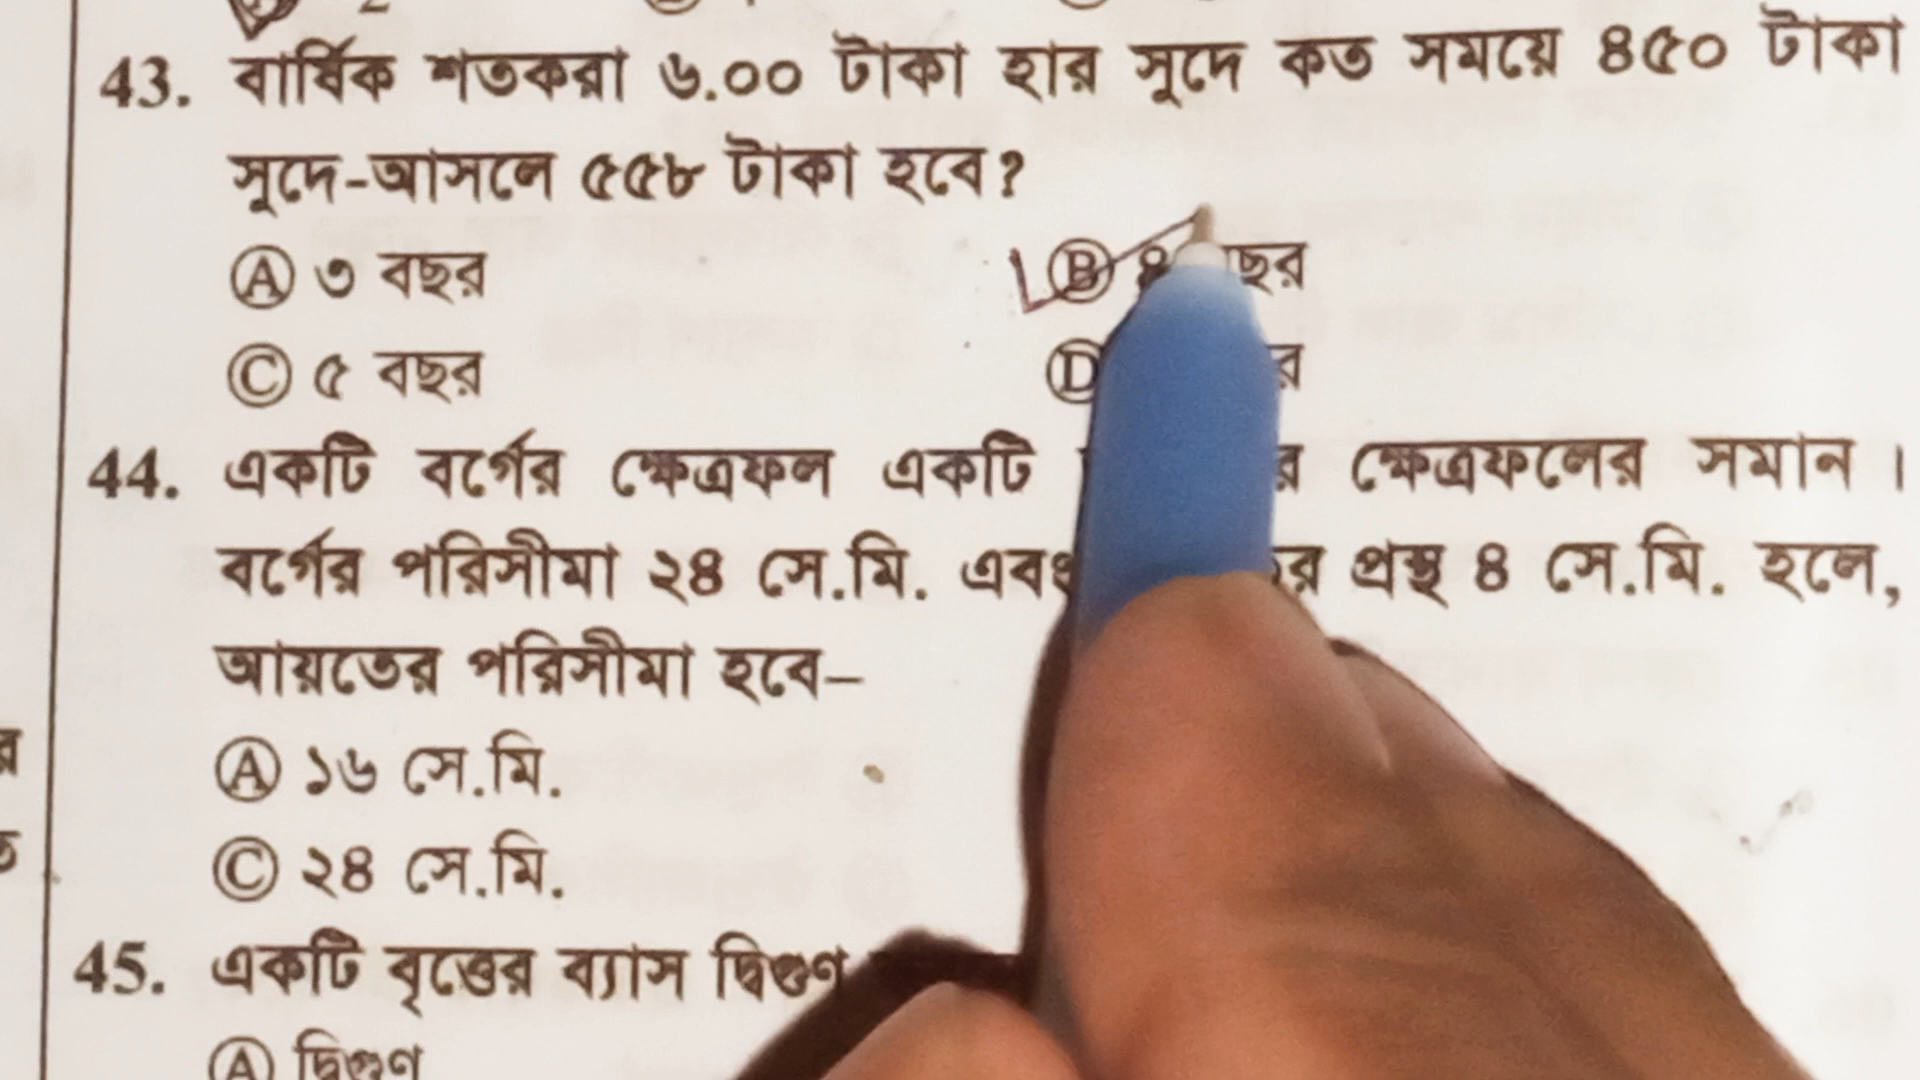 43. বার্ষিক শতকরা ৬.০০ টাকা হার সুদে কত সময়ে ৪৫০ টাকা
সুদে-আসলে ৫৫৮ টাকা হবে?
Ⓐ ৩ বছর Ⓑ ৪
Ⓒ ৫ বছর Ⓓ
44. একটি বর্গের ক্ষেত্রফল একটি ক্ষেত্রফলের সমান।
বর্গের পরিসীমা ২৪ সে.মি. এবং প্রস্থ ৪ সে.মি. হলে,
আয়তের পরিসীমা হবে–
Ⓐ ১৬ সে.মি.
Ⓒ ২৪ সে.মি.
45. একটি বৃত্তের ব্যাস দ্বিগুণ
Ⓐ দ্বিগুণ